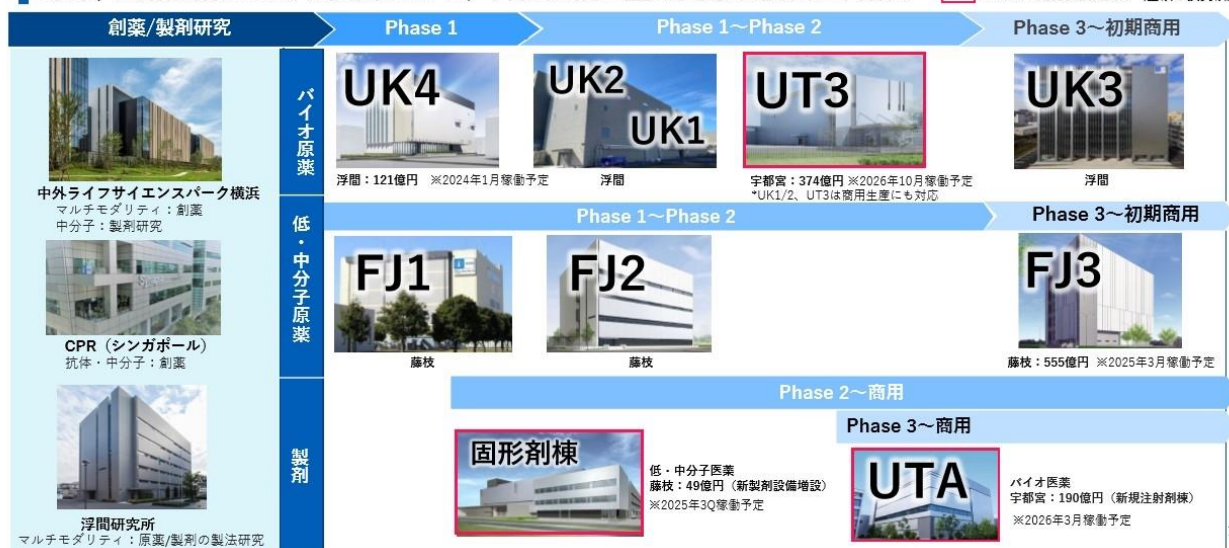 創薬/製剤研究
Phase 1
Phase 1～Phase 2
Phase 3～初期商用
バイオ原薬
UK4
UK2
UK1
UT3
UK3
中外ライフサイエンスパーク横浜
マルチモダリティ：創薬
中分子：製剤研究
浮間：121億円 ※2024年1月稼働予定
浮間
宇都宮：374億円 ※2026年10月稼働予定
*UK1/2、UT3は商用生産にも対応
浮間
低・中分子原薬
Phase 1～Phase 2
Phase 3～初期商用
FJ1
FJ2
FJ3
CPR（シンガポール）
抗体・中分子：創薬
藤枝
藤枝
藤枝：555億円 ※2025年3月稼働予定
製剤
Phase 2～商用
Phase 3～商用
固形剤棟
低・中分子医薬
藤枝：49億円（新製剤設備増設）
※2025年3Q稼働予定
UTA
バイオ医薬
宇都宮：190億円（新規注射剤棟）
※2026年3月稼働予定
浮間研究所
マルチモダリティ：原薬/製剤の製法研究